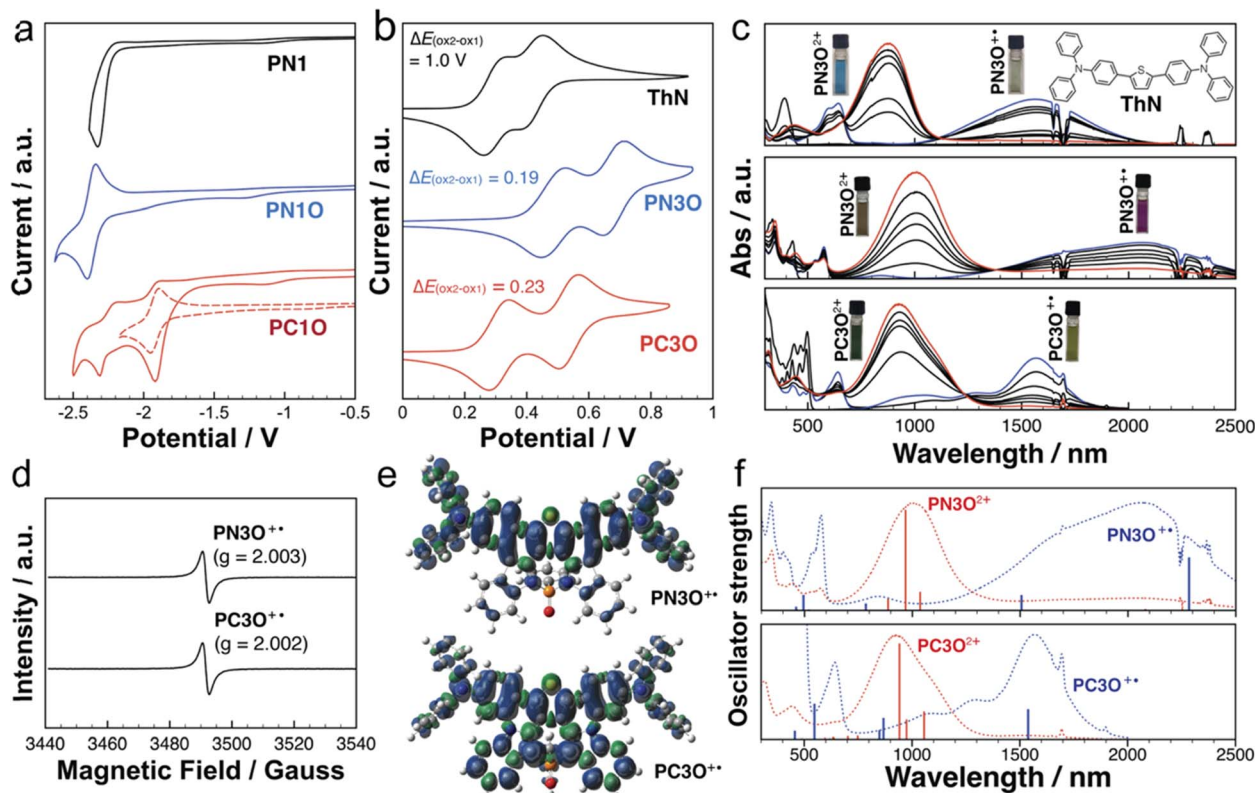 a
PN1
PN1O
PC1O
Current / a.u.
-2.5 -2 -1.5 -1 -0.5
Potential / V
b
ΔE(ox2-ox1)
= 1.0 V
ThN
ΔE(ox2-ox1) = 0.19
PN3O
ΔE(ox2-ox1) = 0.23
PC3O
Current / a.u.
0 0.2 0.4 0.6 0.8 1
Potential / V
c
PN3O2+
PN3O+•
S
N
N
ThN
PN3O2+
PN3O+•
PC3O2+
PC3O+•
Abs / a.u.
500 1000 1500 2000 2500
Wavelength / nm
d
PN3O+•
(g = 2.003)
PC3O+•
(g = 2.002)
Intensity / a.u.
3440 3460 3480 3500 3520 3540
Magnetic Field / Gauss
e
PN3O+•
PC3O+•
f
PN3O2+
PN3O+•
PC3O2+
PC3O+•
Oscillator strength
500 1000 1500 2000 2500
Wavelength / nm